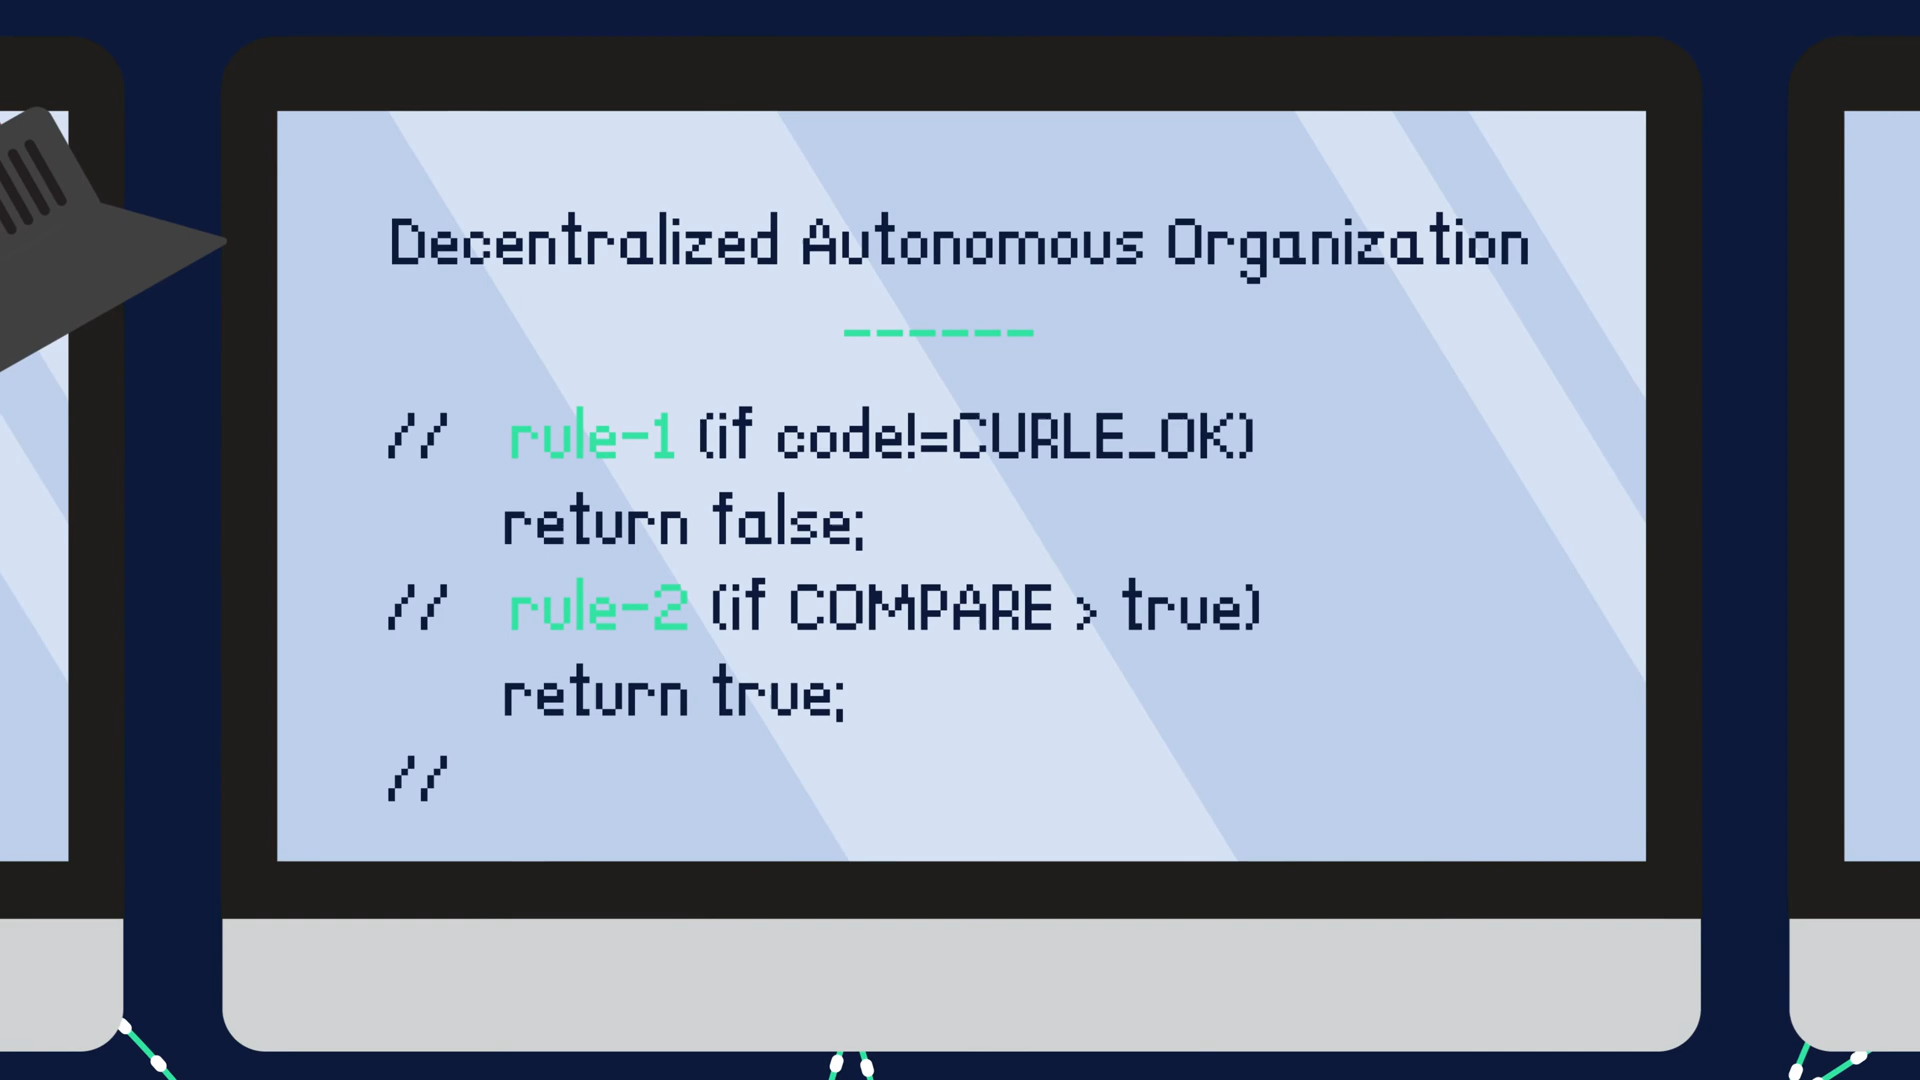 Decentralized Autonomous Organization
------
// rule-1 (if code!=CURLE_OK)
return false;
// rule-2 (if COMPARE > true)
return true;
//